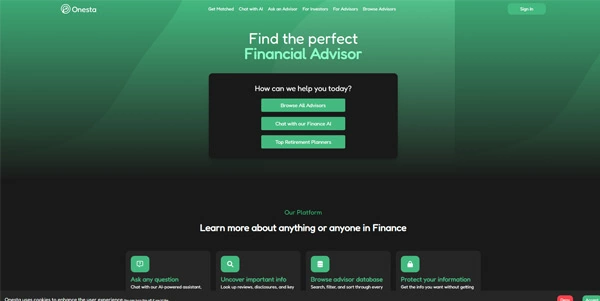 Onesta
Get Matched Chat with AI Ask an Advisor For Investors For Advisors Browse Advisors
Sign In
Find the perfect
Financial Advisor
How can we help you today?
Browse All Advisors
Chat with our Finance AI
Top Retirement Planners
Our Platform
Learn more about anything or anyone in Finance
Ask any question
Chat with our AI-powered assistant,
Uncover important info
Look up reviews, disclosures, and key
Browse advisor database
Search, filter, and sort through every
Protect your information
Get the info you want without getting
Onesta uses cookies to enhance the user experience